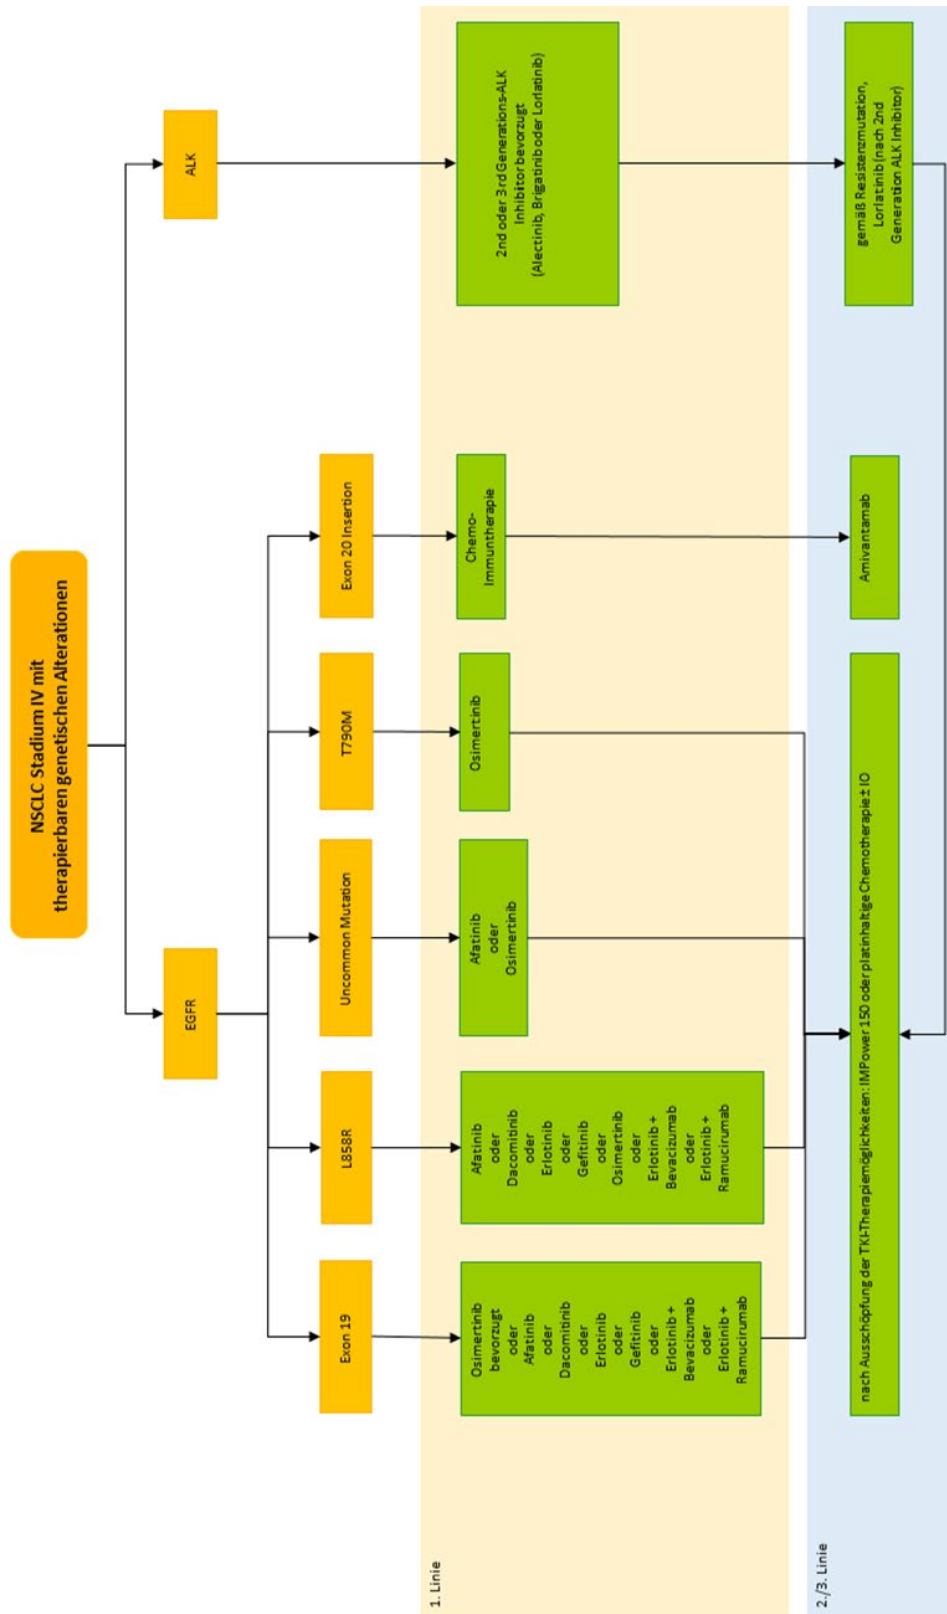 NSCLC Stadium IV mit
therapierbaren genetischen Alterationen
EGFR
ALK
Exon 19
L858R
Uncommon Mutation
T790M
Exon 20 Insertion
1. Linie
Osimertinib
bevorzugt
oder
Afatinib
oder
Dacomitinib
oder
Erlotinib
oder
Gefitinib
oder
Erlotinib +
Bevacizumab
oder
Erlotinib +
Ramucirumab
Afatinib
oder
Dacomitinib
oder
Erlotinib
oder
Gefitinib
oder
Osimertinib
oder
Erlotinib +
Bevacizumab
oder
Erlotinib +
Ramucirumab
Afatinib
oder
Osimertinib
Osimertinib
Chemo-
Immuntherapie
2nd oder 3rd Generations-ALK
Inhibitor bevorzugt
(Alectinib, Brigatinib oder Lorlatinib)
2./3. Linie
nach Ausschöpfung der TKI-Therapiemöglichkeiten: IMPower 150 oder platinhaltige Chemotherapie ± IO
Amivantamab
gemäß Resistenzmutation,
Lorlatinib (nach 2nd
Generation ALK Inhibitor)